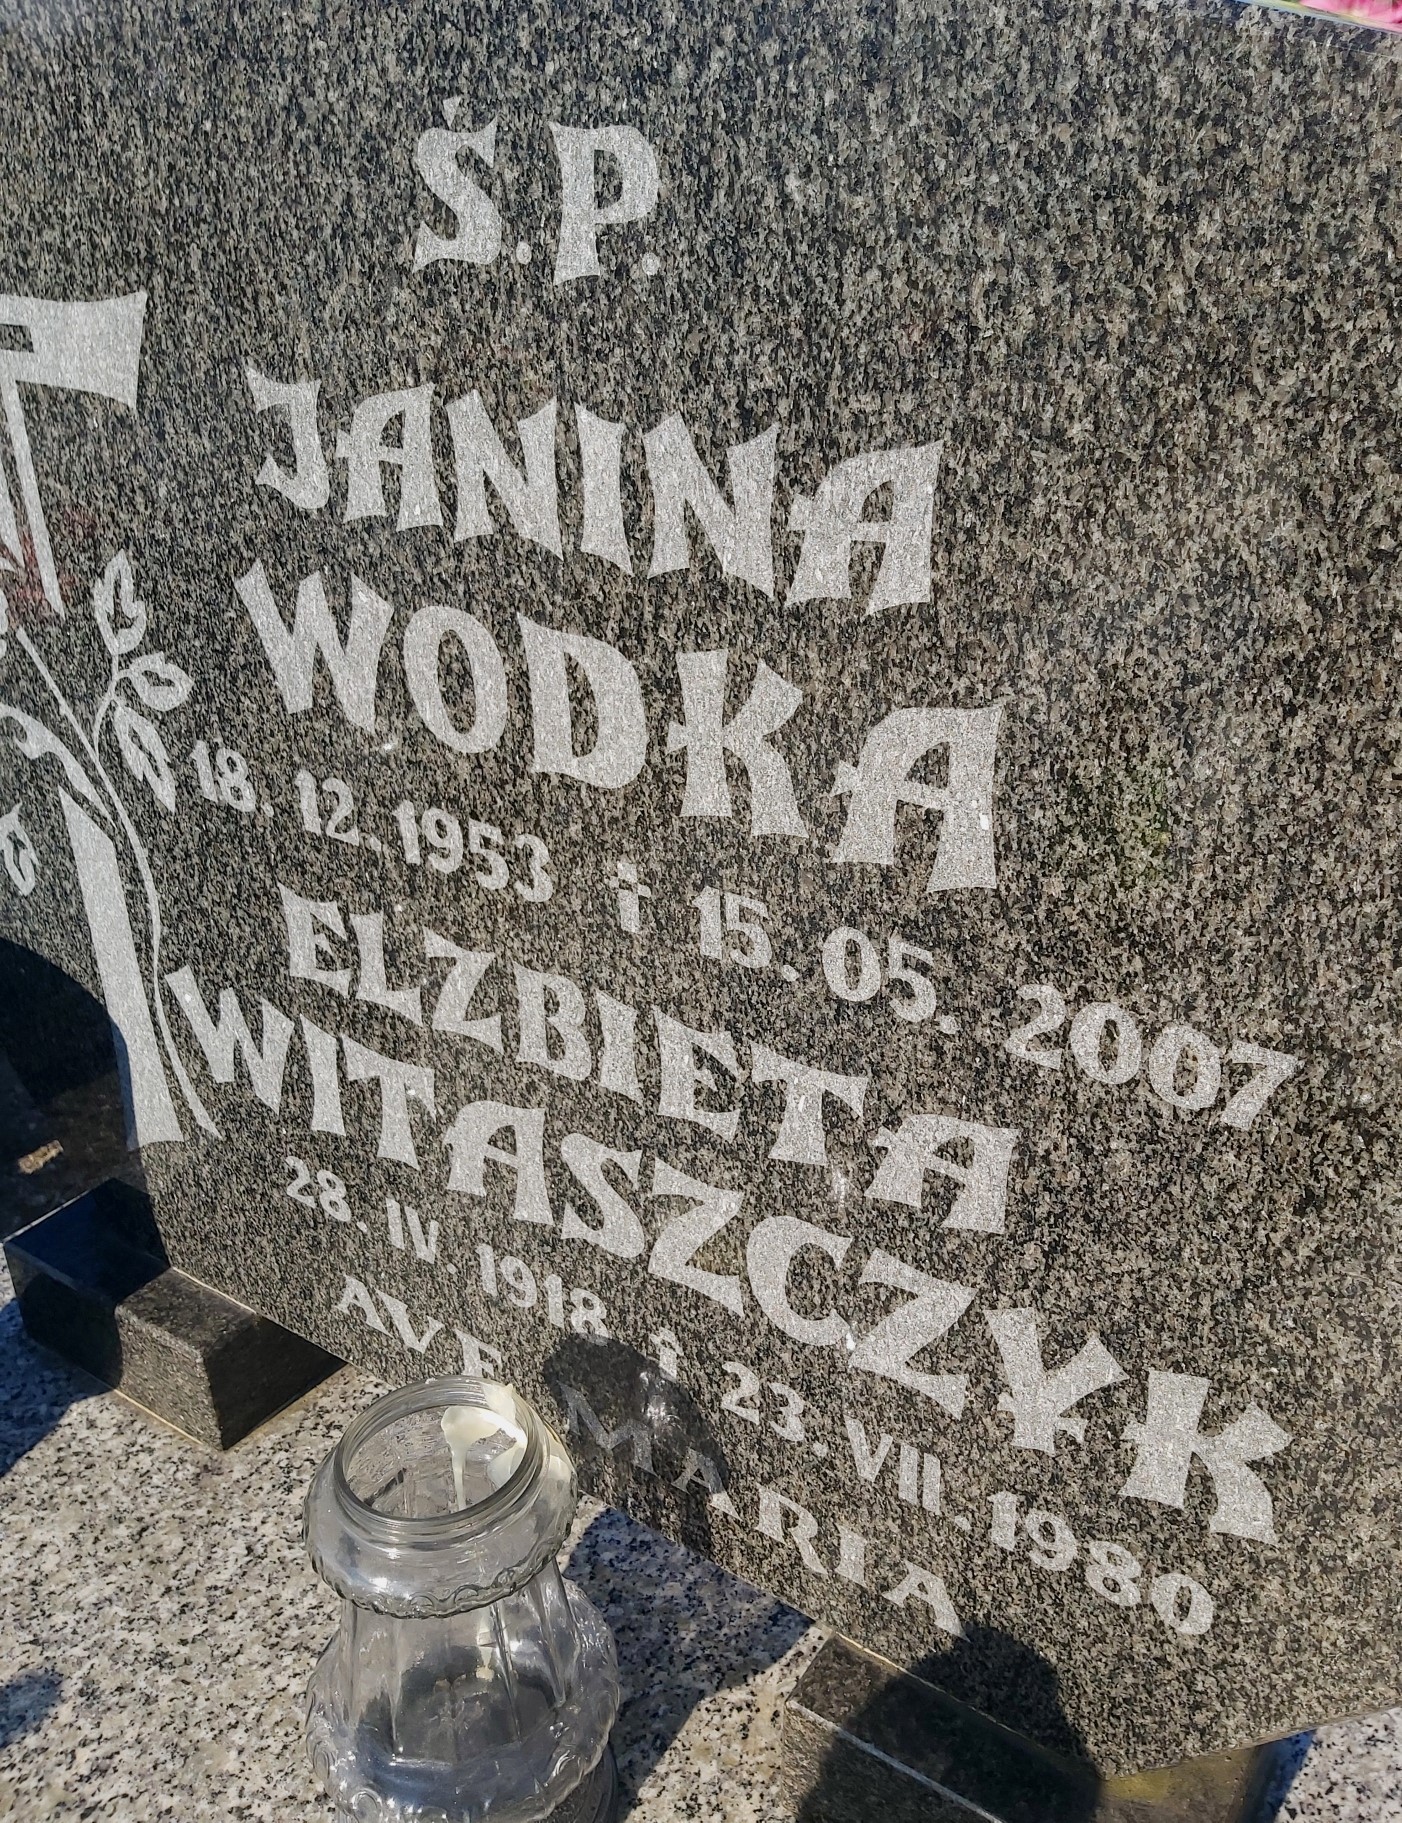 Ś.P.
JANINA
WODKA
18. 12. 1953 ✝ 15. 05. 2007
ELZBIETA
WITASZCZYK
28. IV. 1918 ✝ 23. VII. 1980
AVE MARIA